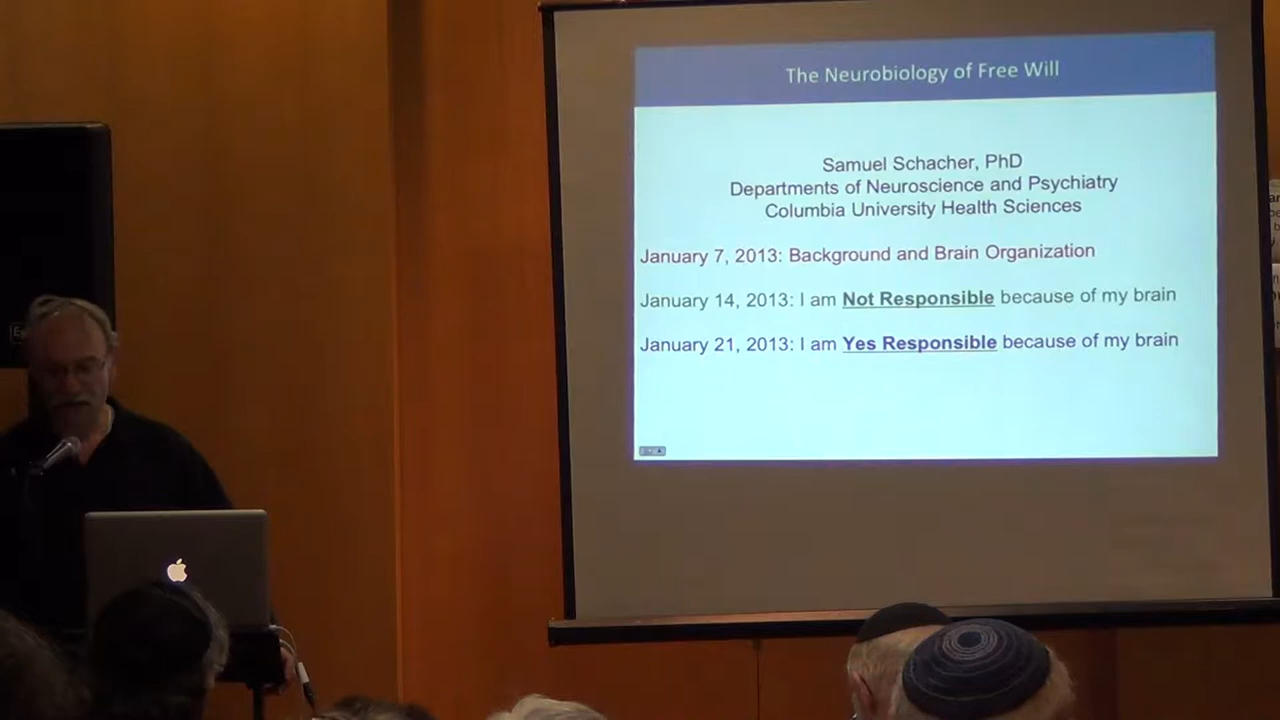 The Neurobiology of Free Will
Samuel Schacher, PhD
Departments of Neuroscience and Psychiatry
Columbia University Health Sciences
January 7, 2013: Background and Brain Organization
January 14, 2013: I am Not Responsible because of my brain
January 21, 2013: I am Yes Responsible because of my brain